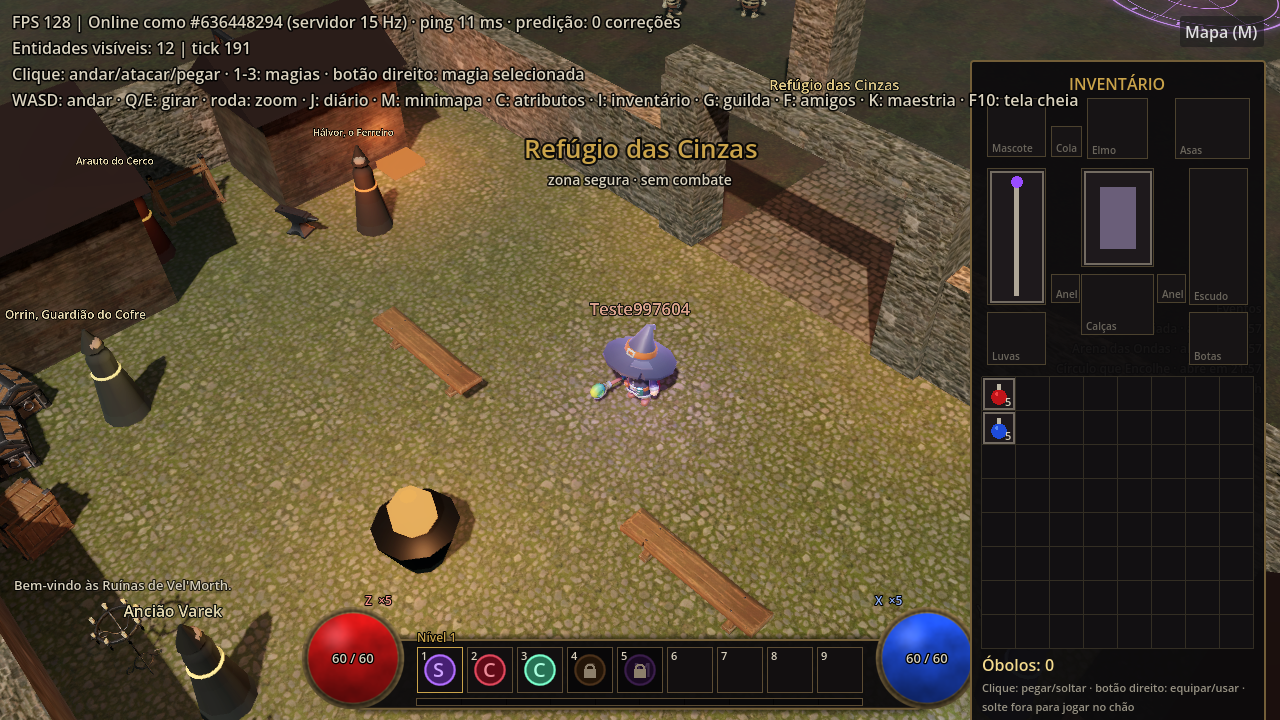 FPS 128 | Online como #636448294 (servidor 15 Hz) · ping 11 ms · predição: 0 correções
Entidades visíveis: 12 | tick 191
Clique: andar/atacar/pegar · 1-3: magias · botão direito: magia selecionada
WASD: andar · Q/E: girar · roda: zoom · J: diário · M: minimapa · C: atributos · I: inventário · G: guilda · F: amigos · K: maestria · F10: tela cheia
Mapa (M)
Refúgio das Cinzas
INVENTÁRIO
Hálvor, o Ferreiro
Arauto do Cerco
Refúgio das Cinzas
zona segura · sem combate
Mascote
Cola
Elmo
Asas
Orrin, Guardião do Cofre
Teste997604
Anel
Anel
Escudo
Calças
Luvas
Botas
5
5
Bem-vindo às Ruínas de Vel'Morth.
Ancião Varek
Z ×5
X ×5
Nível 1
60 / 60
1 S
2 C
3 C
4
5
6
7
8
9
60 / 60
Óbolos: 0
Clique: pegar/soltar · botão direito: equipar/usar ·
solte fora para jogar no chão